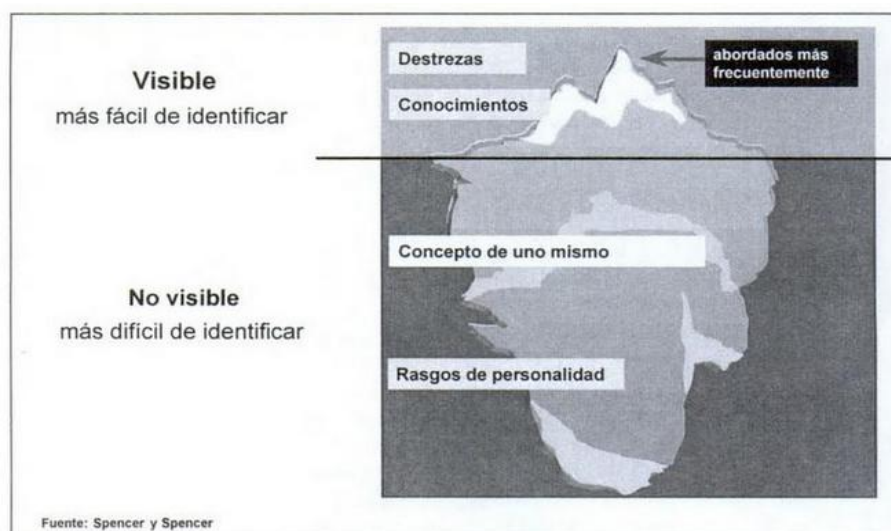 Visible
más fácil de identificar
Destrezas
Conocimientos
abordados más
frecuentemente
No visible
más difícil de identificar
Concepto de uno mismo
Rasgos de personalidad
Fuente: Spencer y Spencer